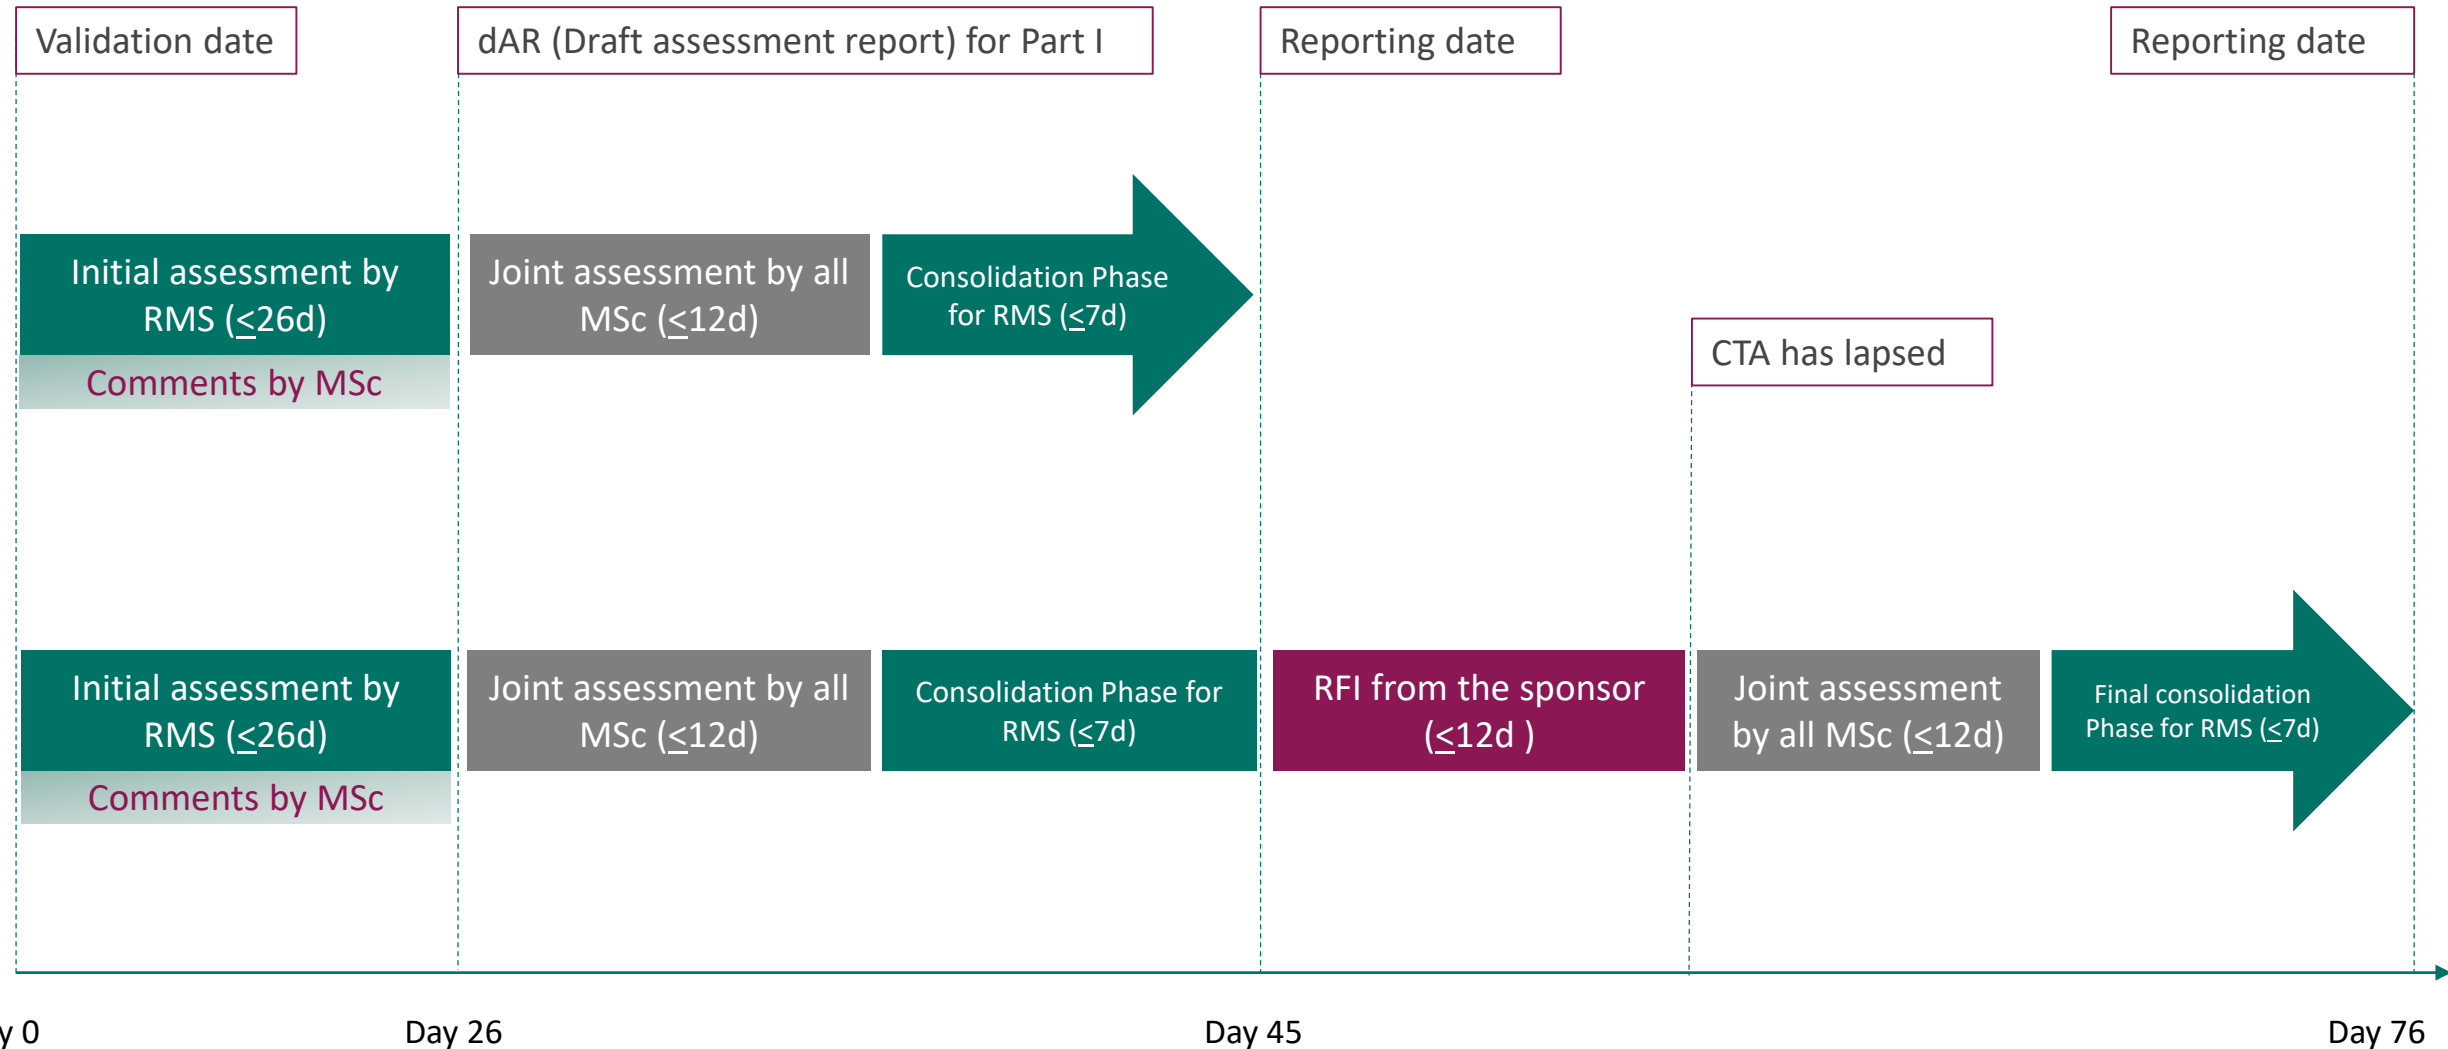 Validation date
dAR (Draft assessment report) for Part I
Reporting date
Reporting date
Initial assessment by
RMS (≤26d)
Comments by MSc
Joint assessment by all
MSc (≤12d)
Consolidation Phase
for RMS (≤7d)
CTA has lapsed
Initial assessment by
RMS (≤26d)
Comments by MSc
Joint assessment by all
MSc (≤12d)
Consolidation Phase for
RMS (≤7d)
RFI from the sponsor
(≤12d )
Joint assessment
by all MSc (≤12d)
Final consolidation
Phase for RMS (≤7d)
y 0
Day 26
Day 45
Day 76